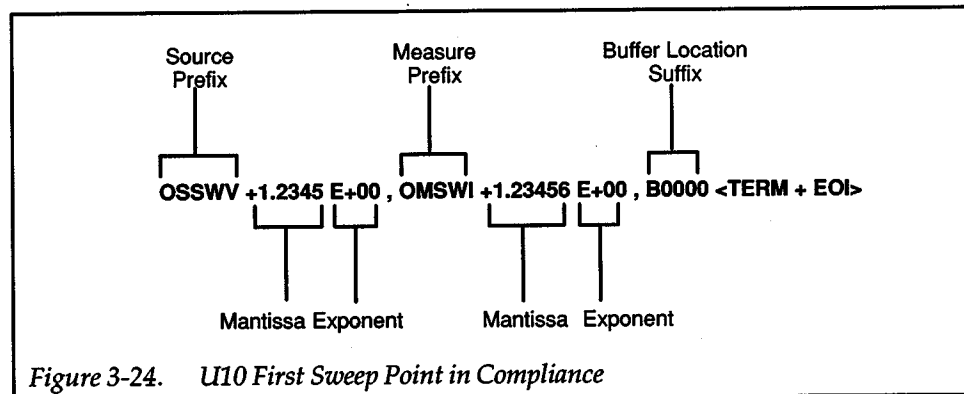 Source
Prefix
Measure
Prefix
Buffer Location
Suffix
OSSWV +1.2345 E+00 , OMSWI +1.23456 E+00 , B0000 <TERM + EOI>
Mantissa Exponent Mantissa Exponent
Figure 3-24. U10 First Sweep Point in Compliance